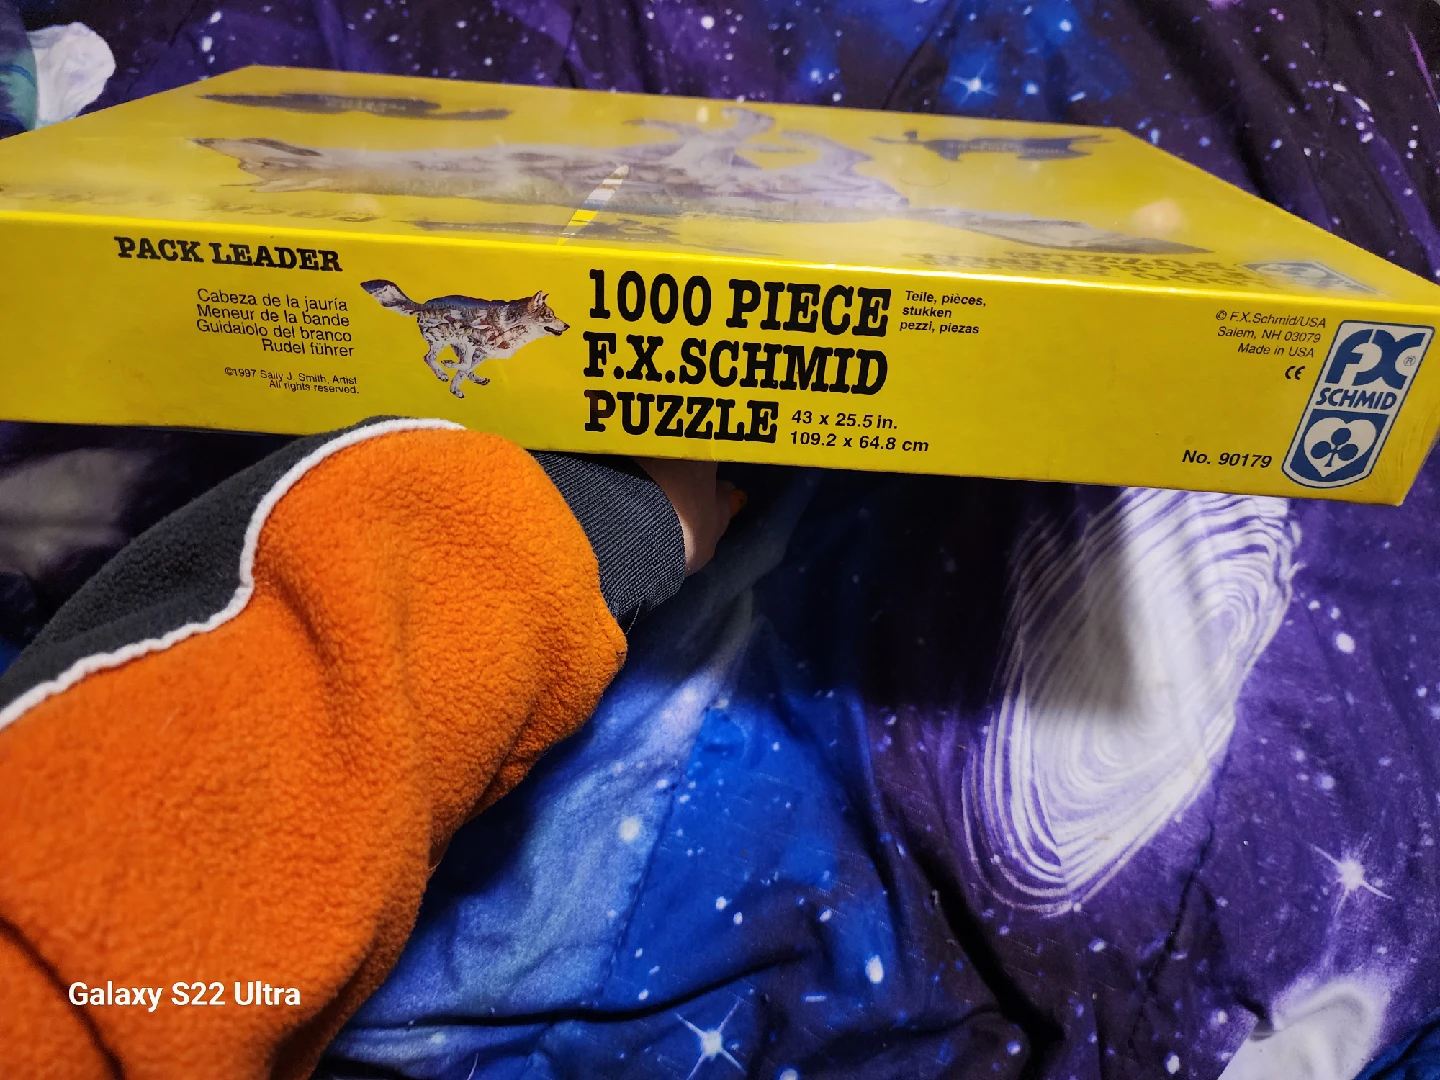 PACK LEADER
Cabeza de la jauría
Meneur de la bande
Guidaiolo del branco
Rudel führer
©1997 Sally J. Smith, Artist
All rights reserved.
1000 PIECE
F.X.SCHMID
PUZZLE
Teile, pièces,
stukken
pezzi, piezas
43 x 25.5 in.
109.2 x 64.8 cm
© F.X.Schmid/USA
Salem, NH 03079
Made in USA
CE
No. 90179
FX®
SCHMID
Galaxy S22 Ultra